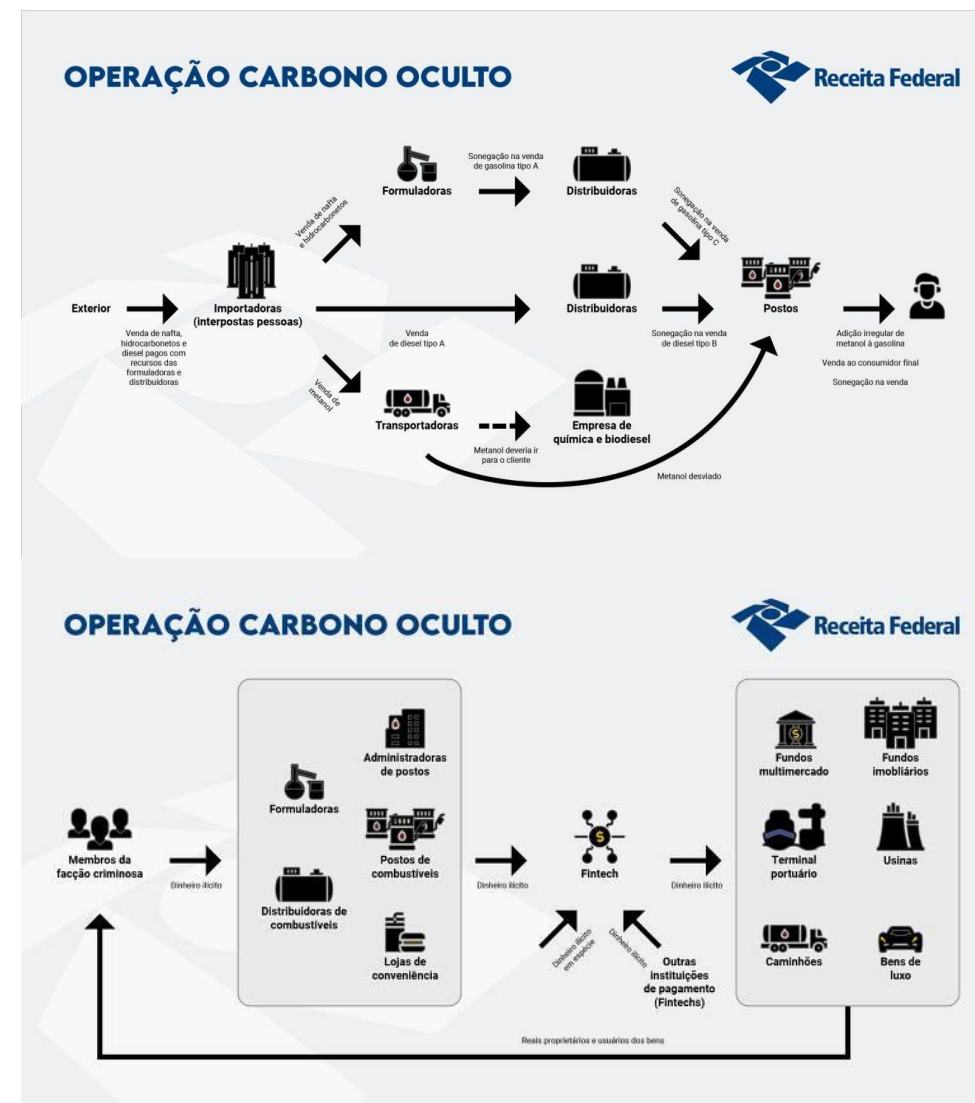 OPERAÇÃO CARBONO OCULTO
Receita Federal
Formuladoras
Sonegação na venda
de gasolina tipo A
Distribuidoras
Venda de nafta
e hidrocarbonetos
Sonegação na venda
de gasolina tipo C
Exterior
Importadoras
(interpostas pessoas)
Distribuidoras
Postos
Venda de nafta,
hidrocarbonetos e
diesel pagos com
recursos das
formuladoras e
distribuidoras
Venda
de diesel tipo A
Sonegação na venda
de diesel tipo B
Adição irregular de
metanol à gasolina
Venda ao consumidor final
Sonegação na venda
Venda de
metanol
Transportadoras
Empresa de
química e biodiesel
Metanol deveria ir
para o cliente
Metanol desviado
OPERAÇÃO CARBONO OCULTO
Receita Federal
Membros da
facção criminosa
Dinheiro ilícito
Administradoras
de postos
Formuladoras
Postos de
combustíveis
Distribuidoras de
combustíveis
Lojas de
conveniência
Dinheiro ilícito
Fintech
Dinheiro ilícito
Dinheiro ilícito
em espécie
Dinheiro ilícito
Outras
instituições
de pagamento
(Fintechs)
Fundos
multimercado
Fundos
imobliários
Terminal
portuário
Usinas
Caminhões
Bens de
luxo
Reais proprietários e usuários dos bens